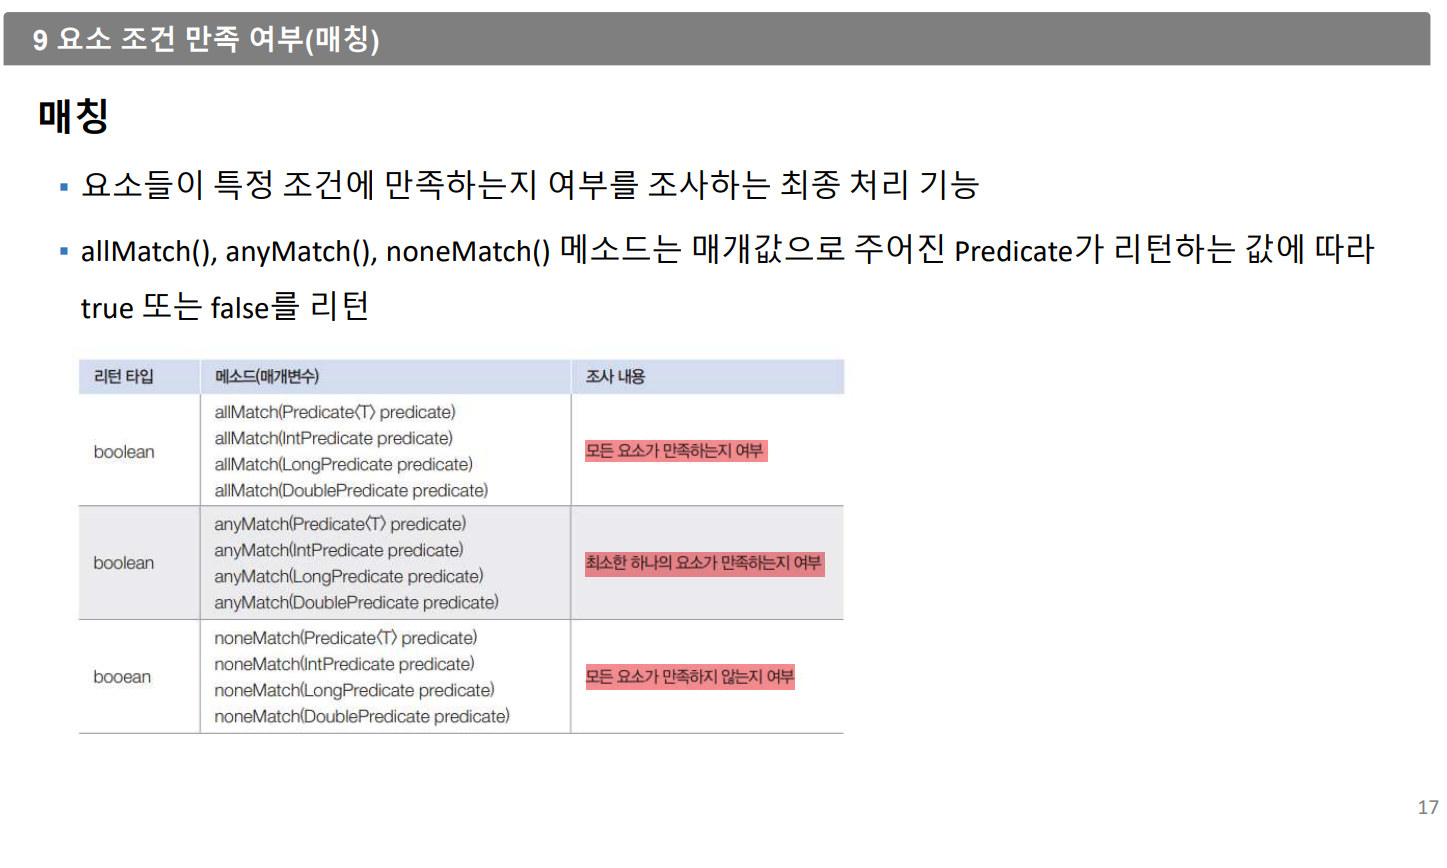 9 요소 조건 만족 여부(매칭)
매칭
▪ 요소들이 특정 조건에 만족하는지 여부를 조사하는 최종 처리 기능
▪ allMatch(), anyMatch(), noneMatch() 메소드는 매개값으로 주어진 Predicate가 리턴하는 값에 따라
true 또는 false를 리턴
리턴 타입 메소드(매개변수) 조사 내용
allMatch(Predicate〈T〉 predicate)
allMatch(IntPredicate predicate)
boolean 모든 요소가 만족하는지 여부
allMatch(LongPredicate predicate)
allMatch(DoublePredicate predicate)
anyMatch(Predicate〈T〉 predicate)
anyMatch(IntPredicate predicate)
boolean 최소한 하나의 요소가 만족하는지 여부
anyMatch(LongPredicate predicate)
anyMatch(DoublePredicate predicate)
noneMatch(Predicate〈T〉 predicate)
noneMatch(IntPredicate predicate)
booean 모든 요소가 만족하지 않는지 여부
noneMatch(LongPredicate predicate)
noneMatch(DoublePredicate predicate)
17